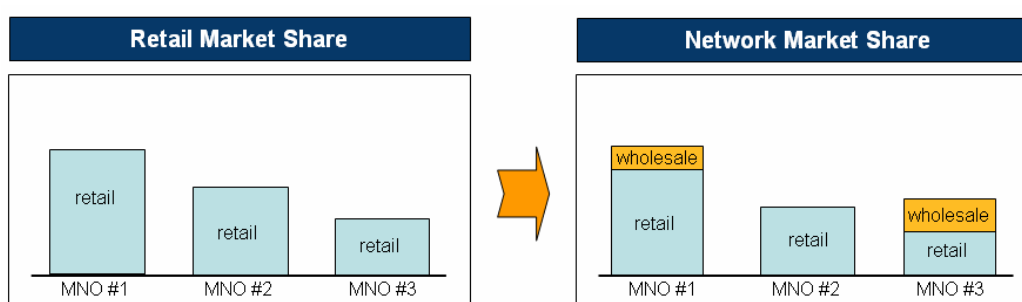 Retail Market Share
retail
retail
retail
MNO #1 MNO #2 MNO #3
Network Market Share
wholesale
retail
retail
wholesale
retail
MNO #1 MNO #2 MNO #3